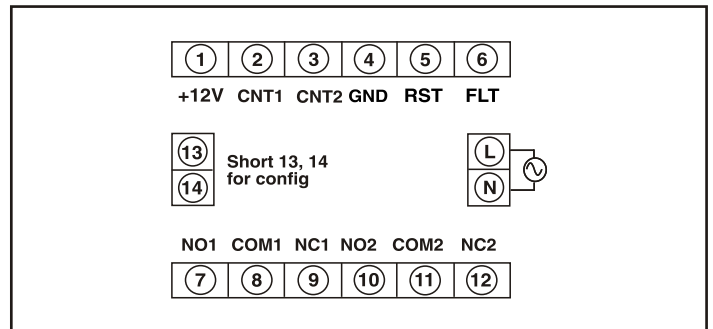 1 2 3 4 5 6
+12V CNT1 CNT2 GND RST FLT
13
14
Short 13, 14
for config
L
N
NO1 COM1 NC1 NO2 COM2 NC2
7 8 9 10 11 12